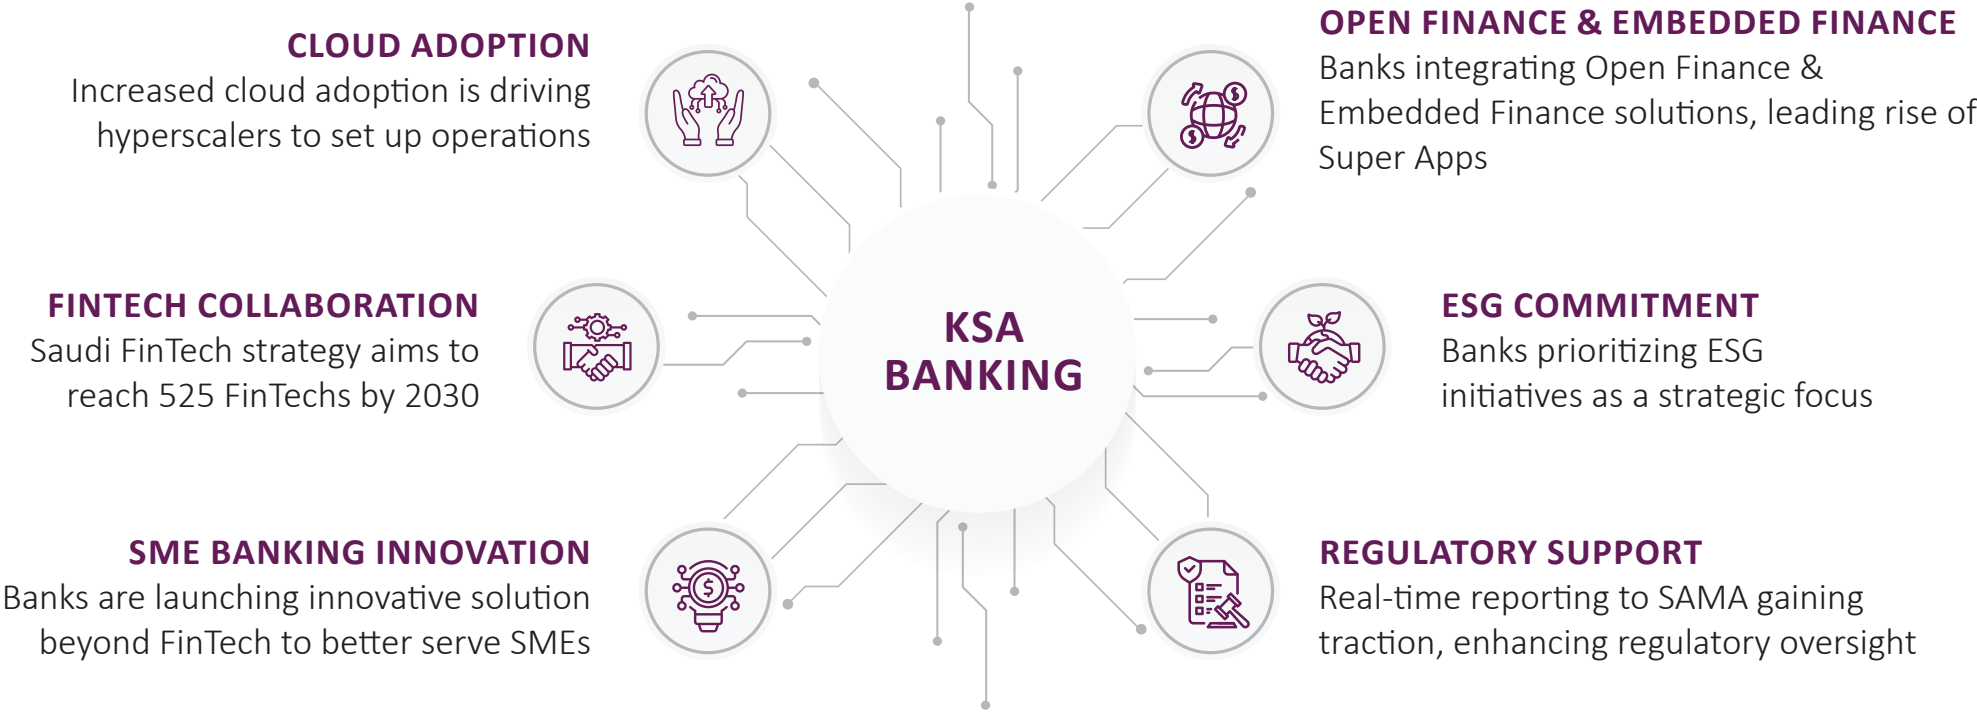 CLOUD ADOPTION
Increased cloud adoption is driving
hyperscalers to set up operations
OPEN FINANCE & EMBEDDED FINANCE
Banks integrating Open Finance &
Embedded Finance solutions, leading rise of
Super Apps
FINTECH COLLABORATION
Saudi FinTech strategy aims to
reach 525 FinTechs by 2030
KSA
BANKING
ESG COMMITMENT
Banks prioritizing ESG
initiatives as a strategic focus
SME BANKING INNOVATION
Banks are launching innovative solution
beyond FinTech to better serve SMEs
REGULATORY SUPPORT
Real-time reporting to SAMA gaining
traction, enhancing regulatory oversight